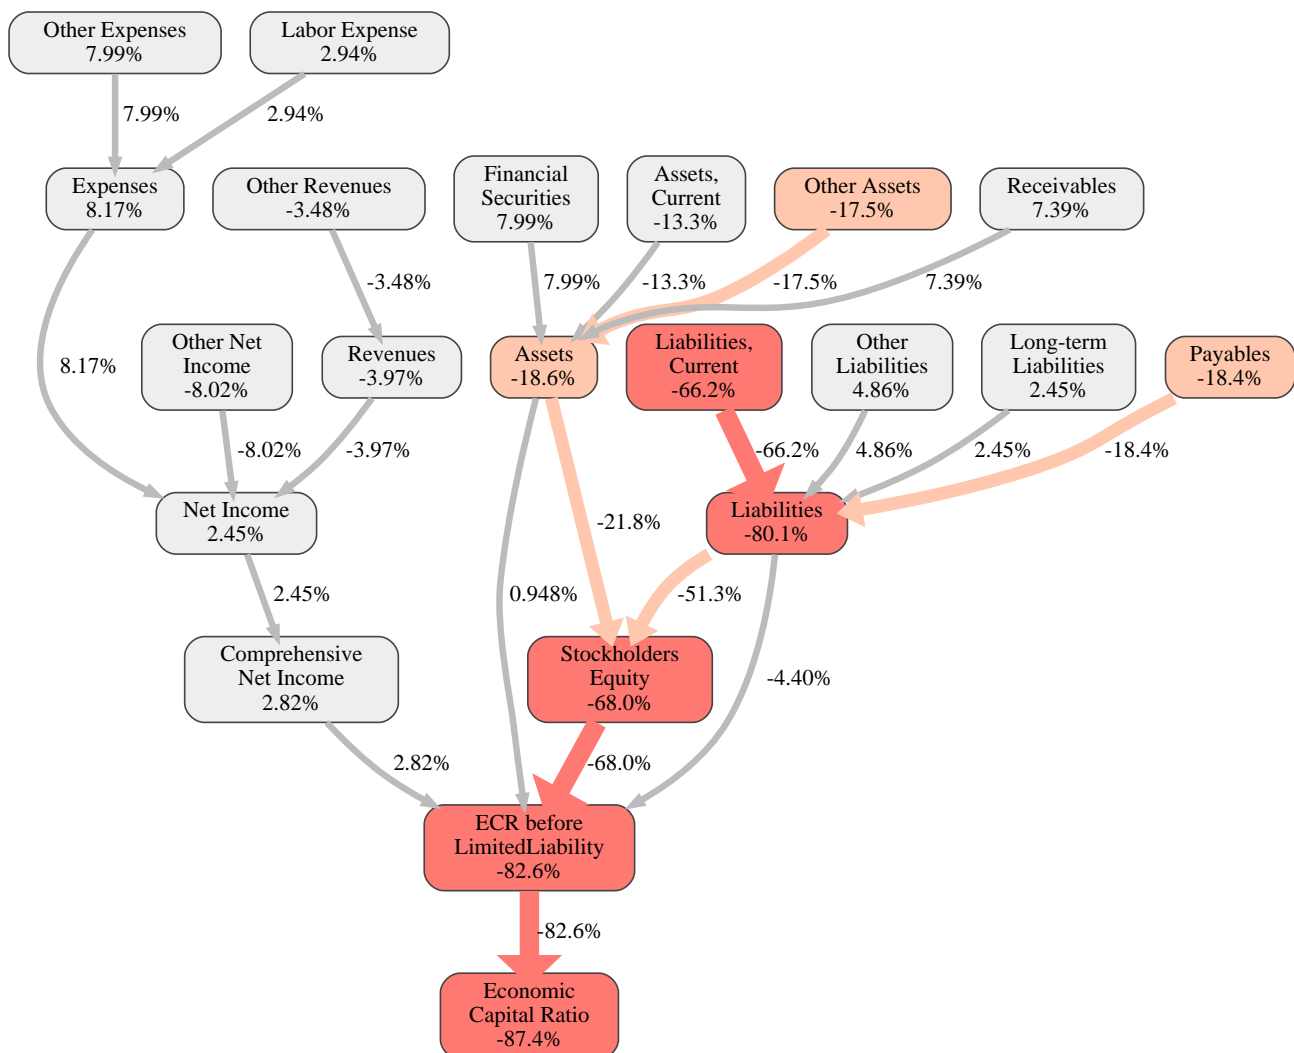 Other Expenses
7.99%
Labor Expense
2.94%
7.99%
2.94%
Expenses
8.17%
Other Revenues
-3.48%
Financial
Securities
7.99%
Assets,
Current
-13.3%
Other Assets
-17.5%
Receivables
7.39%
-3.48%
7.99%
-13.3%
-17.5%
7.39%
8.17%
Other Net
Income
-8.02%
Revenues
-3.97%
Assets
-18.6%
Liabilities,
Current
-66.2%
Other
Liabilities
4.86%
Long-term
Liabilities
2.45%
Payables
-18.4%
-8.02%
-3.97%
-66.2%
4.86%
2.45%
-18.4%
Net Income
2.45%
-21.8%
Liabilities
-80.1%
2.45%
0.948%
-51.3%
Comprehensive
Net Income
2.82%
Stockholders
Equity
-68.0%
-4.40%
2.82%
-68.0%
ECR before
LimitedLiability
-82.6%
-82.6%
Economic
Capital Ratio
-87.4%